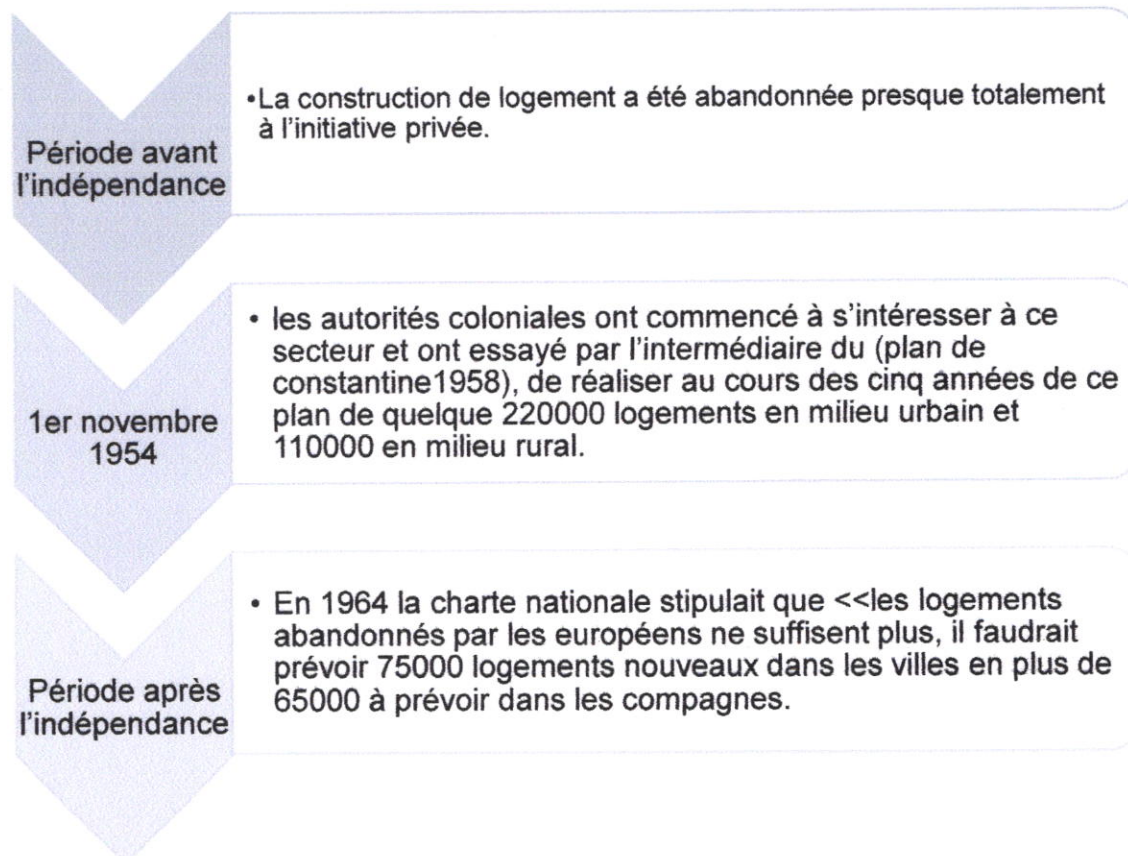 Période avant
l'indépendance
•La construction de logement a été abandonnée presque totalement
à l'initiative privée.
1er novembre
1954
• les autorités coloniales ont commencé à s'intéresser à ce
secteur et ont essayé par l'intermédiaire du (plan de
constantine1958), de réaliser au cours des cinq années de ce
plan de quelque 220000 logements en milieu urbain et
110000 en milieu rural.
Période après
l'indépendance
• En 1964 la charte nationale stipulait que <<les logements
abandonnés par les européens ne suffisent plus, il faudrait
prévoir 75000 logements nouveaux dans les villes en plus de
65000 à prévoir dans les compagnes.